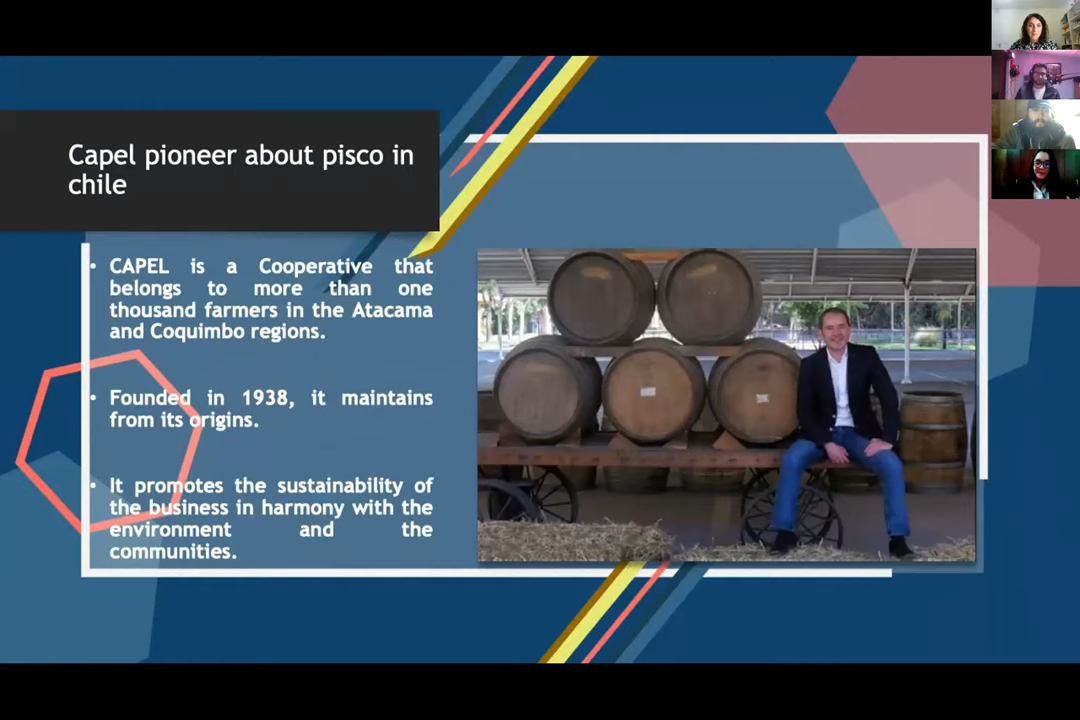 Capel pioneer about pisco in
chile
• CAPEL is a Cooperative that
belongs to more than one
thousand farmers in the Atacama
and Coquimbo regions.
• Founded in 1938, it maintains
from its origins.
• It promotes the sustainability of
the business in harmony with the
environment and the
communities.